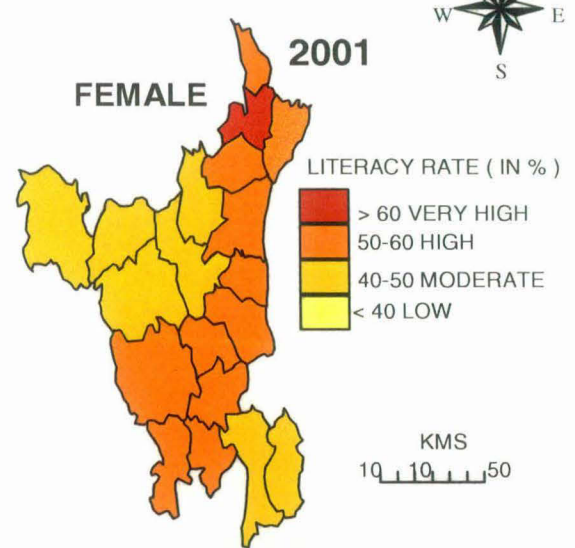 W E
S
2001
FEMALE
LITERACY RATE ( IN % )
> 60 VERY HIGH
50-60 HIGH
40-50 MODERATE
< 40 LOW
KMS
10 10 50